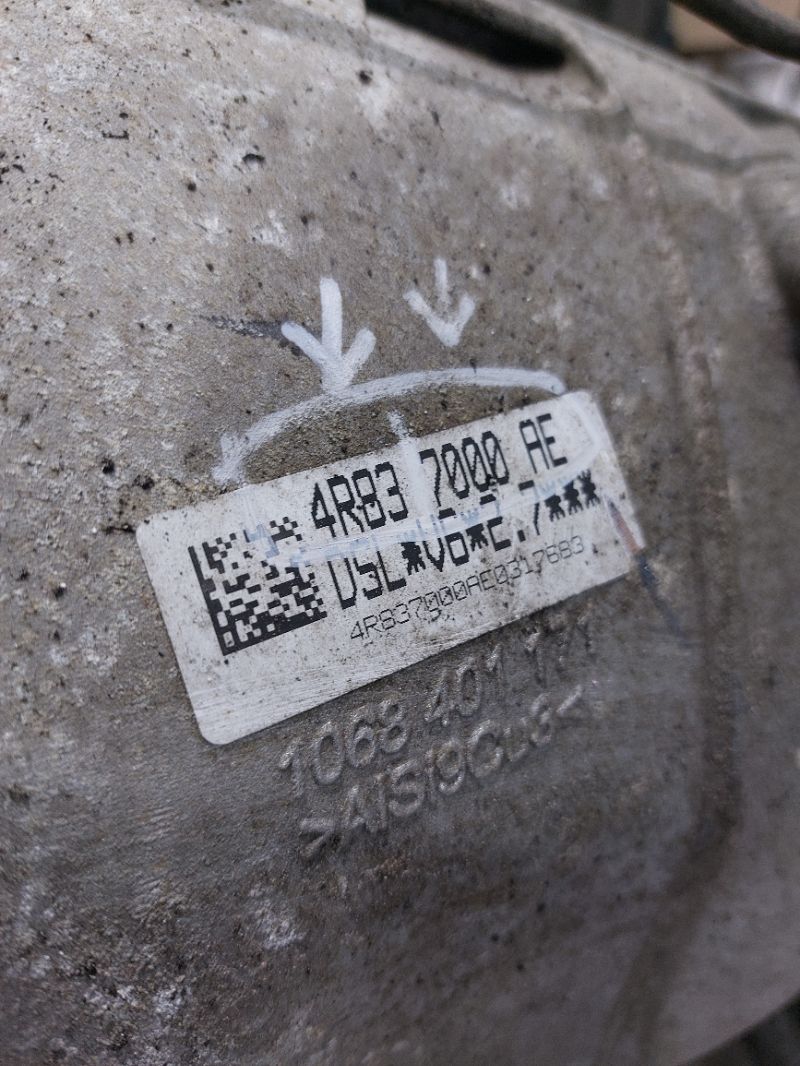 4R83 7000 AE
DSL*V6*2.7***
4R837000AE0317683
1068 401 171
>AlSi9Cu3<